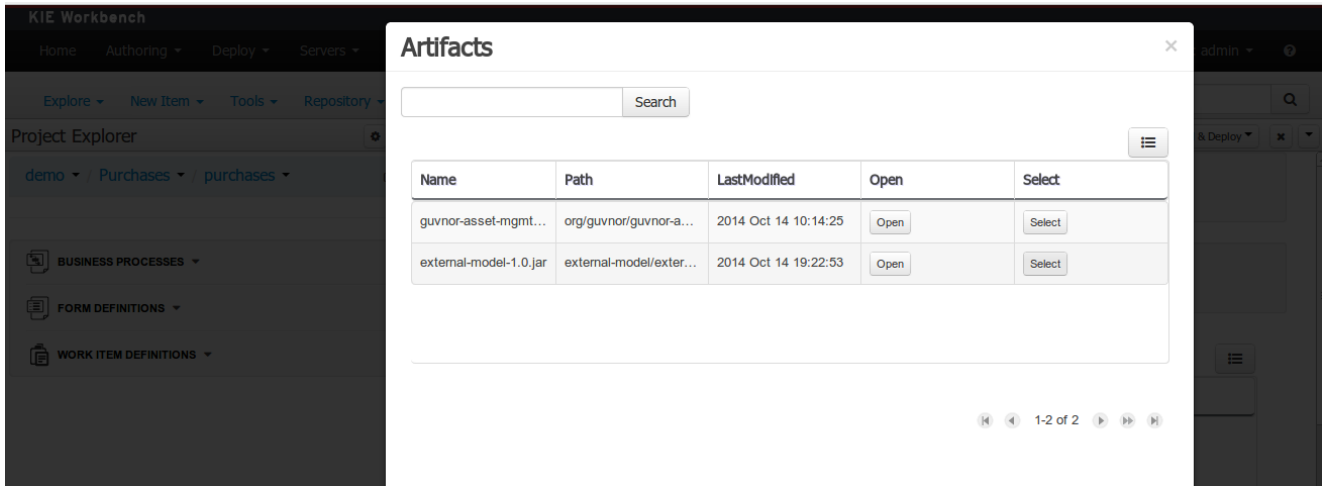 KIE Workbench
Home Authoring Deploy Servers admin
Explore New Item Tools Repository
Project Explorer & Deploy
demo / Purchases / purchases
BUSINESS PROCESSES
FORM DEFINITIONS
WORK ITEM DEFINITIONS
Artifacts
Search
Name Path LastModified Open Select
guvnor-asset-mgmt... org/guvnor/guvnor-a... 2014 Oct 14 10:14:25 Open Select
external-model-1.0.jar external-model/exter... 2014 Oct 14 19:22:53 Open Select
1-2 of 2